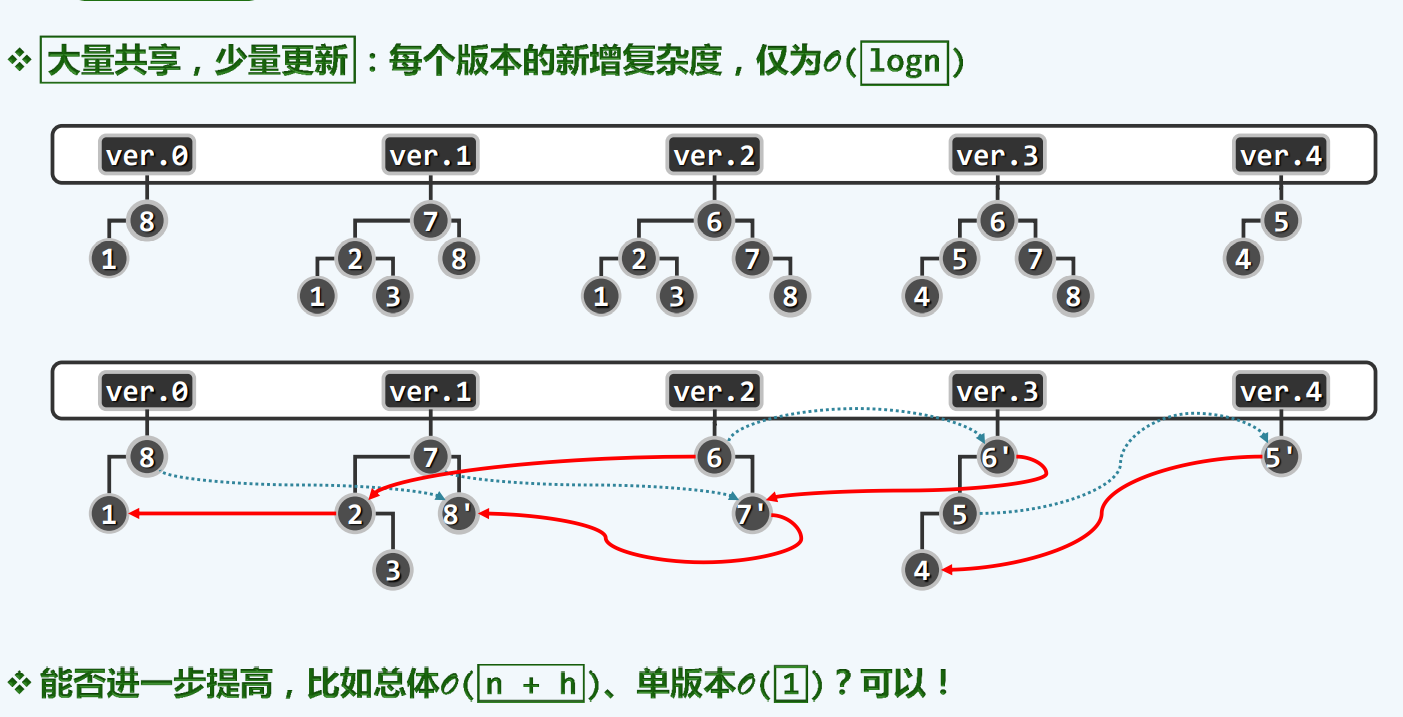 ❖ 大量共享，少量更新：每个版本的新增复杂度，仅为O(logn)
ver.0 ver.1 ver.2 ver.3 ver.4
8 7 6 6 5
1 2 8 2 7 5 7 4
1 3 1 3 8 4 8
ver.0 ver.1 ver.2 ver.3 ver.4
8 7 6 6' 5'
1 2 8' 7' 5
3 4
❖ 能否进一步提高，比如总体O(n + h)、单版本O(1)？可以！